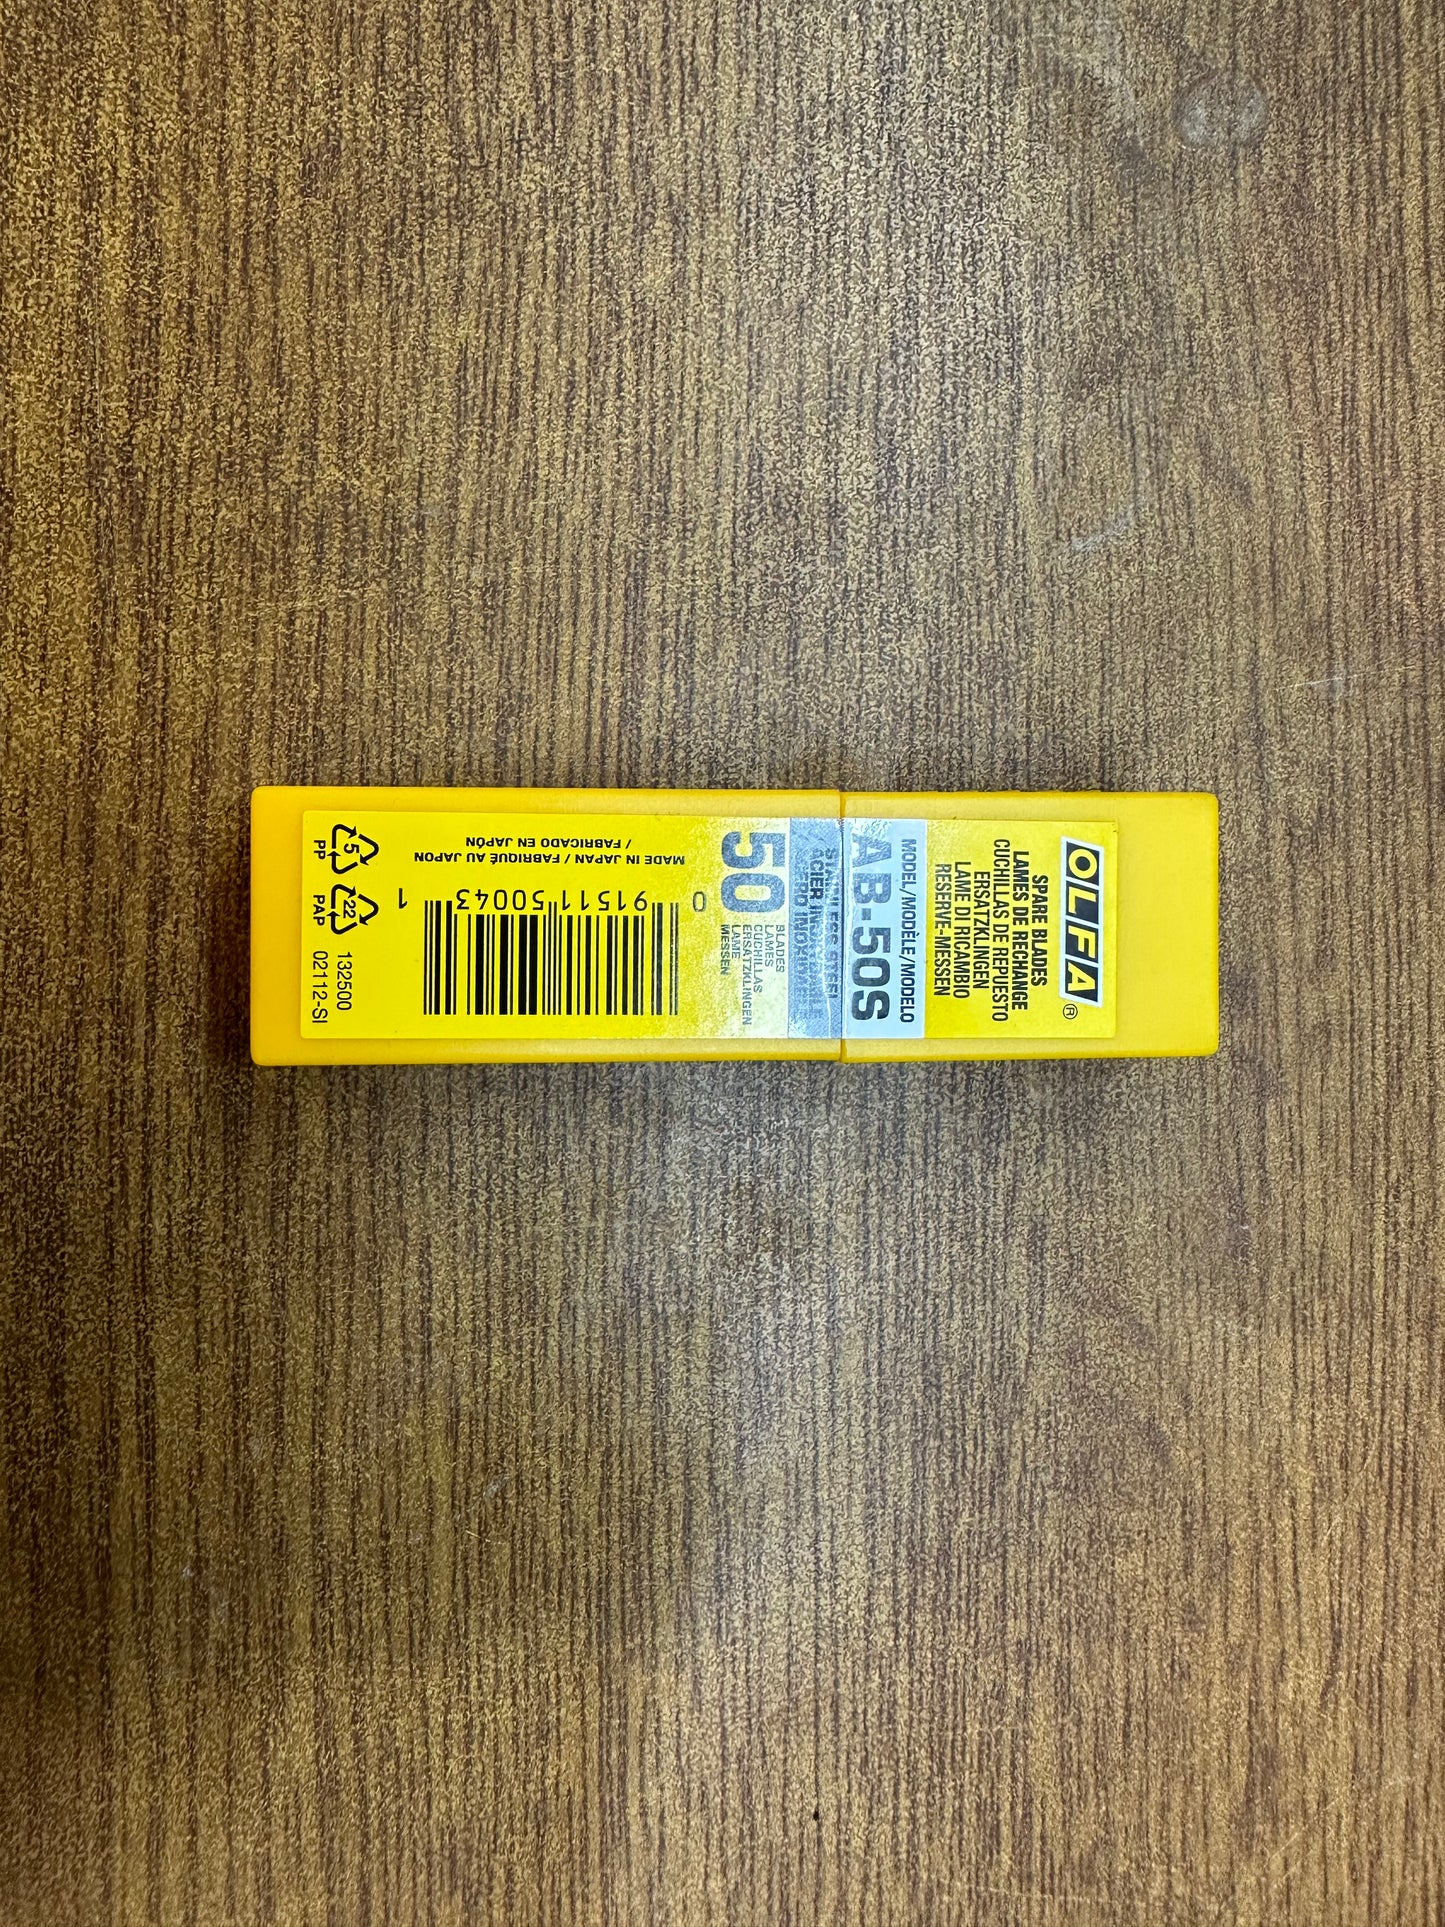 OLFA®
SPARE BLADES
LAMES DE RECHANGE
CUCHILLAS DE REPUESTO
ERSATZKLINGEN
LAME DI RICAMBIO
RESERVE-MESSEN
MODEL/MODÈLE/MODELO
AB-50S
STAINLESS STEEL
ACIER INOXYDABLE
ACERO INOXIDABLE
50
BLADES
LAMES
CUCHILLAS
ERSATZKLINGEN
LAME
MESSEN
0 91511 50043 1
MADE IN JAPAN / FABRIQUÉ AU JAPON
/ FABRICADO EN JAPÓN
5
PP
22
PAP
132500
02112-SI